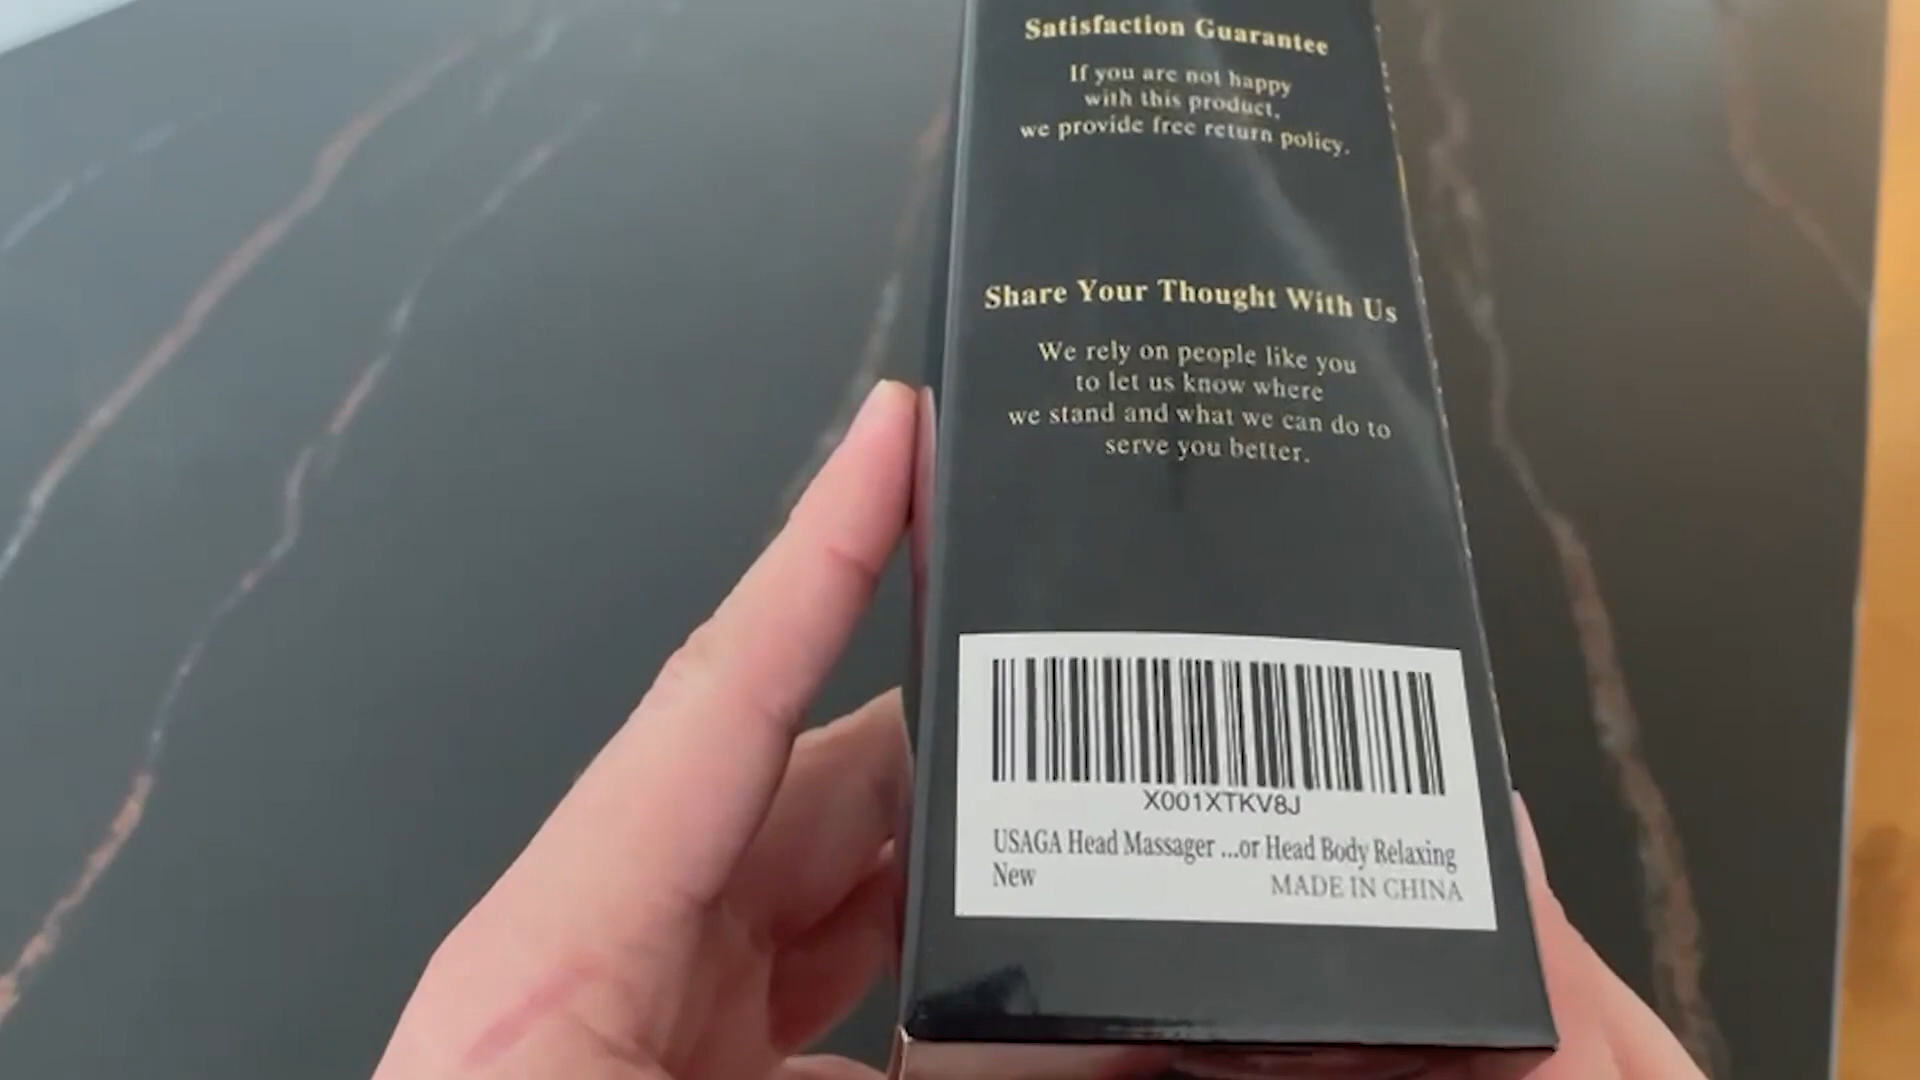 Satisfaction Guarantee
If you are not happy
with this product,
we provide free return policy.
Share Your Thought With Us
We rely on people like you
to let us know where
we stand and what we can do to
serve you better.
X001XTKV8J
USAGA Head Massager ...or Head Body Relaxing
New
MADE IN CHINA